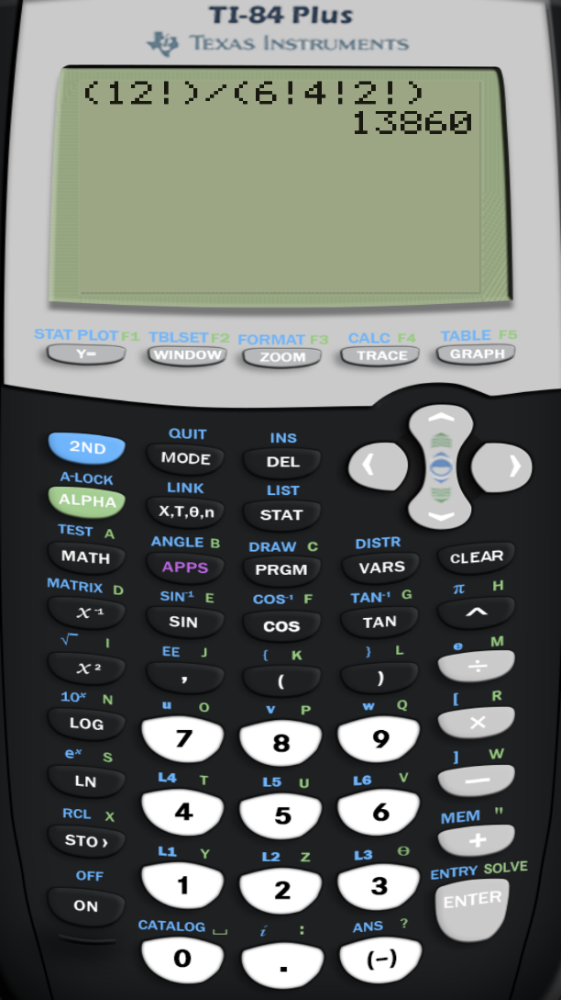 TI-84 Plus
TEXAS INSTRUMENTS
(12!)/(6!4!2!)
13860
STAT PLOT F1 TBLSET F2 FORMAT F3 CALC F4 TABLE F5
Y= WINDOW ZOOM TRACE GRAPH
QUIT INS
2ND MODE DEL
A-LOCK LINK LIST
ALPHA X,T,θ,n STAT
TEST A ANGLE B DRAW C DISTR
MATH APPS PRGM VARS CLEAR
MATRIX D SIN⁻¹ E COS⁻¹ F TAN⁻¹ G π H
X⁻¹ SIN COS TAN ^
√‾ I EE J { K } L e M
X² , ( ) ÷
10ˣ N u O v P w Q [ R
LOG 7 8 9 ×
eˣ S L4 T L5 U L6 V ] W
LN 4 5 6 —
RCL X L1 Y L2 Z L3 Θ MEM "
STO› 1 2 3 +
OFF CATALOG ⎵ i : ANS ? ENTRY SOLVE
ON 0 . (−) ENTER